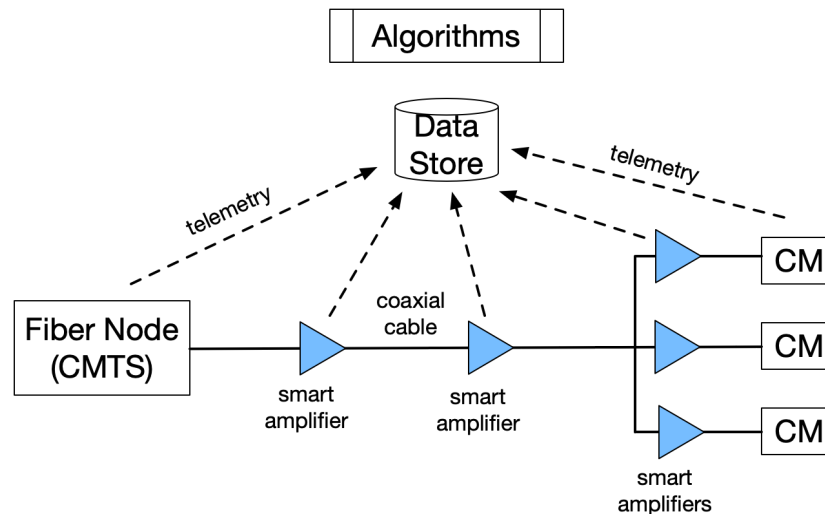 Algorithms
Data
Store
telemetry
telemetry
coaxial
cable
Fiber Node
(CMTS)
smart
amplifier
smart
amplifier
CM
CM
CM
smart
amplifiers